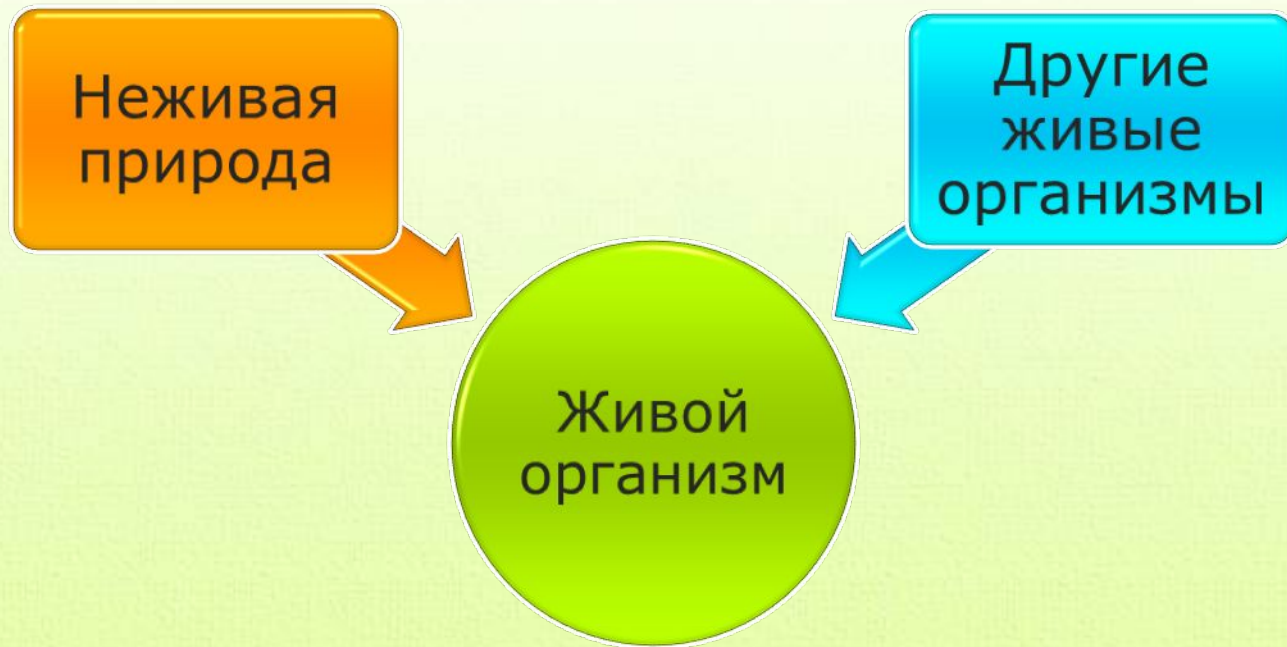 Неживая
природа
Другие
живые
организмы
Живой
организм